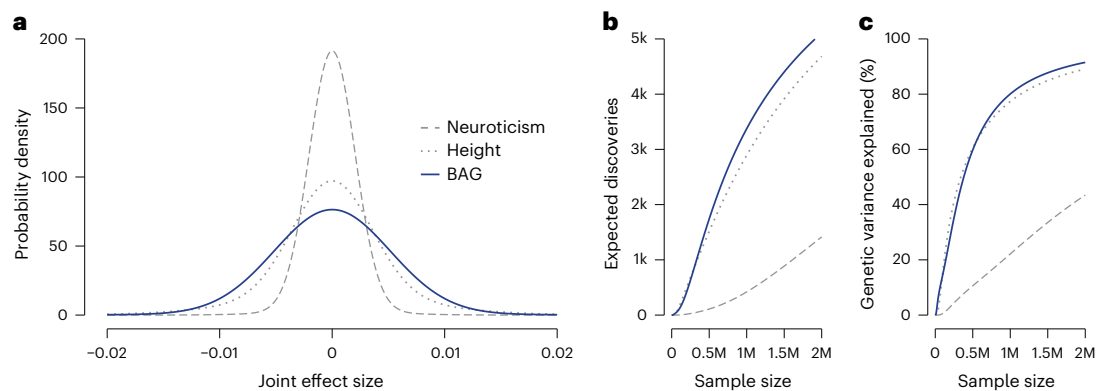 a
200
150
100
50
0
Probability density
−0.02
−0.01
0
0.01
0.02
Joint effect size
Neuroticism
Height
BAG
b
5k
4k
3k
2k
1k
0
Expected discoveries
0
0.5M
1M
1.5M
2M
Sample size
c
100
80
60
40
20
0
Genetic variance explained (%)
0
0.5M
1M
1.5M
2M
Sample size